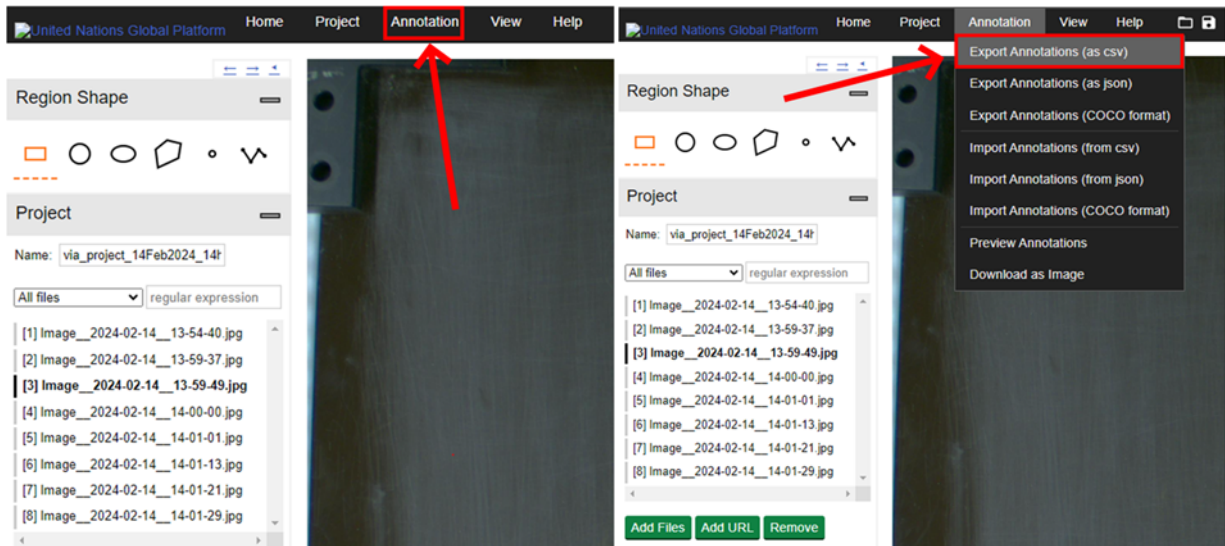 United Nations Global Platform
Home Project Annotation View Help
Region Shape
Project
Name: via_project_14Feb2024_14h
All files regular expression
[1] Image__2024-02-14__13-54-40.jpg
[2] Image__2024-02-14__13-59-37.jpg
[3] Image__2024-02-14__13-59-49.jpg
[4] Image__2024-02-14__14-00-00.jpg
[5] Image__2024-02-14__14-01-01.jpg
[6] Image__2024-02-14__14-01-13.jpg
[7] Image__2024-02-14__14-01-21.jpg
[8] Image__2024-02-14__14-01-29.jpg
United Nations Global Platform
Home Project Annotation View Help
Export Annotations (as csv)
Export Annotations (as json)
Export Annotations (COCO format)
Import Annotations (from csv)
Import Annotations (from json)
Import Annotations (COCO format)
Preview Annotations
Download as Image
Region Shape
Project
Name: via_project_14Feb2024_14h
All files regular expression
[1] Image__2024-02-14__13-54-40.jpg
[2] Image__2024-02-14__13-59-37.jpg
[3] Image__2024-02-14__13-59-49.jpg
[4] Image__2024-02-14__14-00-00.jpg
[5] Image__2024-02-14__14-01-01.jpg
[6] Image__2024-02-14__14-01-13.jpg
[7] Image__2024-02-14__14-01-21.jpg
[8] Image__2024-02-14__14-01-29.jpg
Add Files Add URL Remove